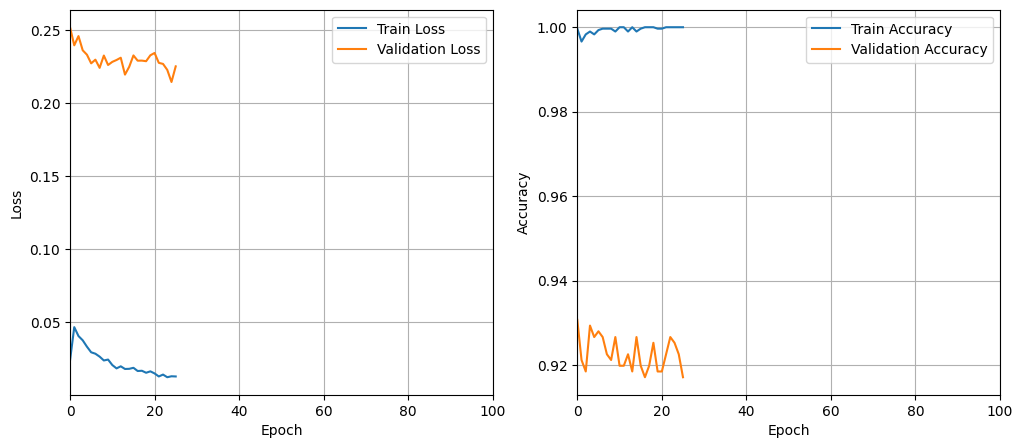 0.25
0.20
0.15
0.10
0.05
Loss
0 20 40 60 80 100
Epoch
Train Loss
Validation Loss
1.00
0.98
0.96
0.94
0.92
Accuracy
0 20 40 60 80 100
Epoch
Train Accuracy
Validation Accuracy